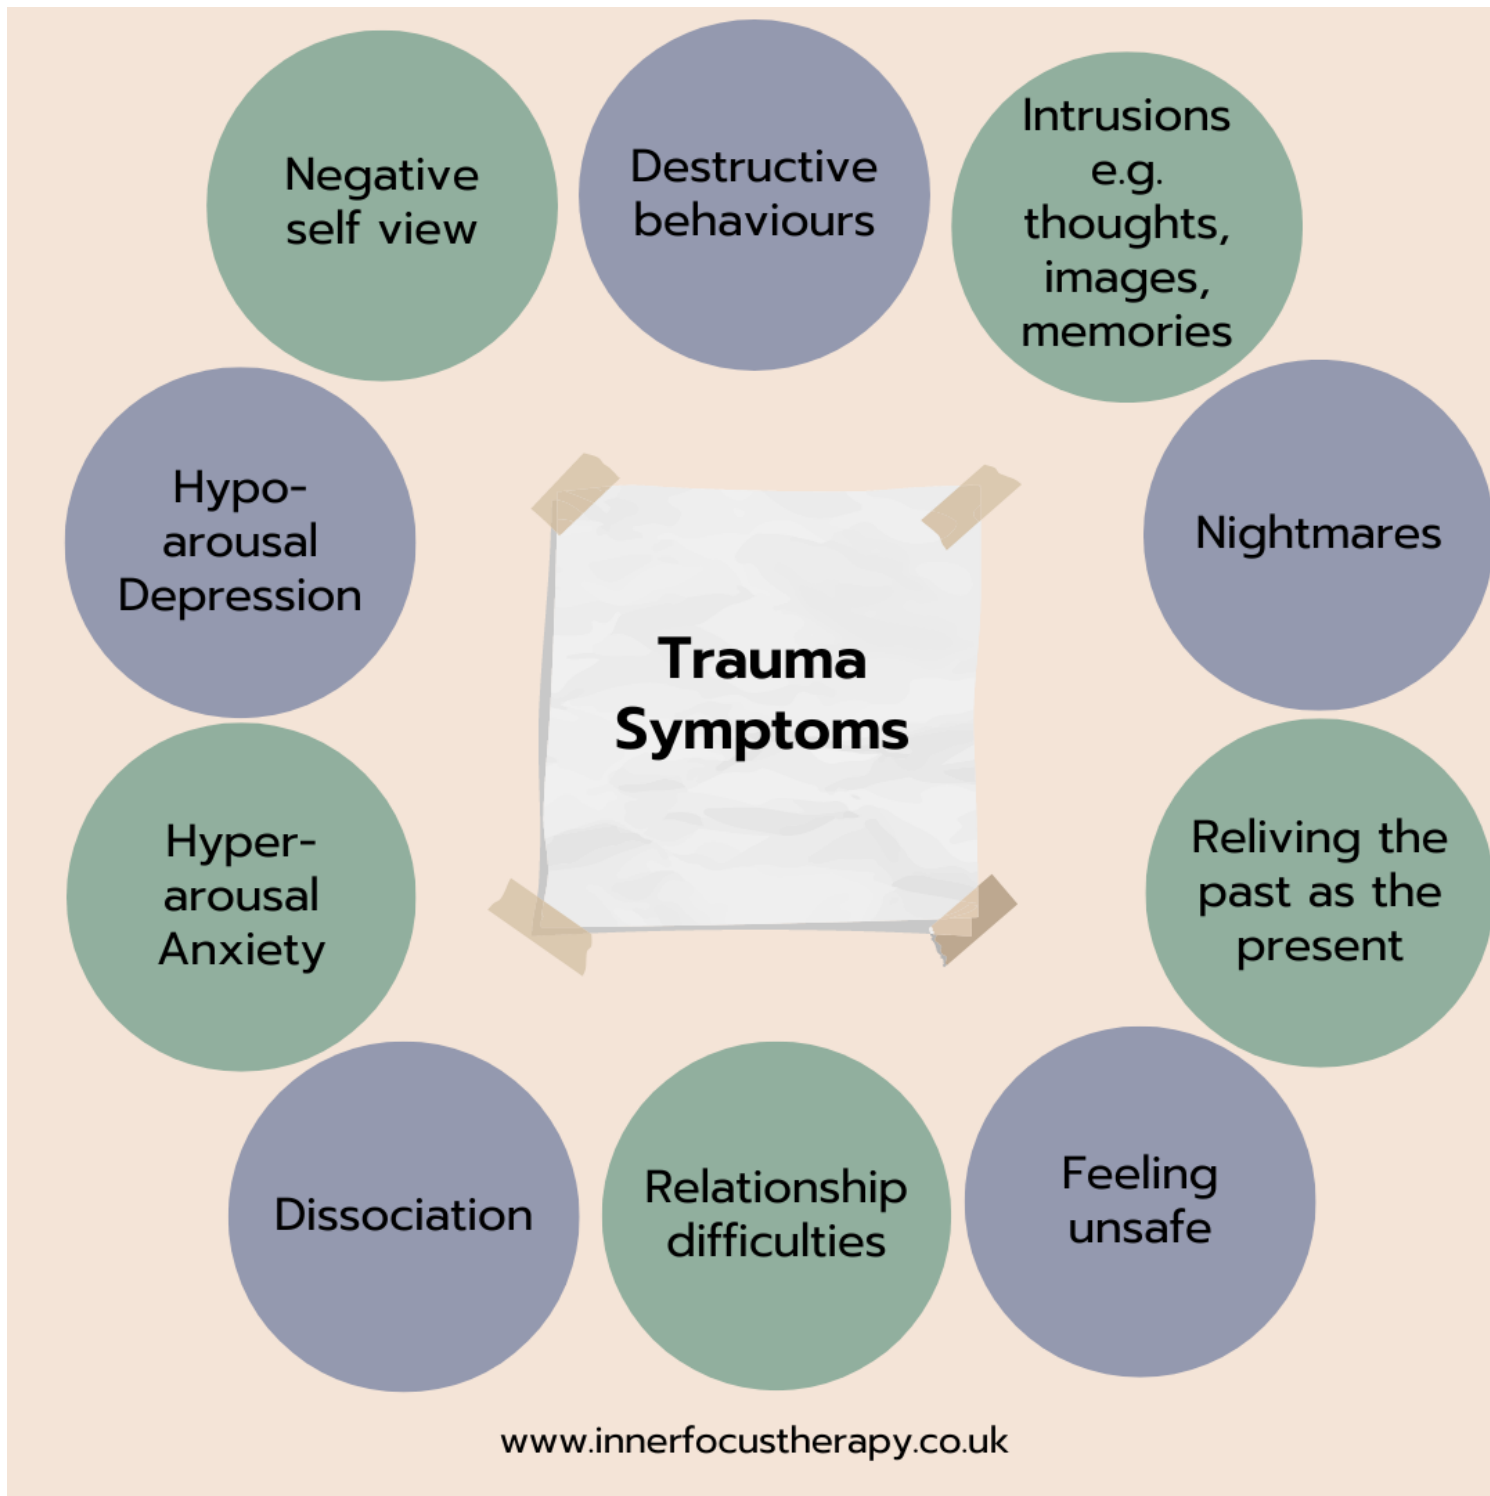 Negative
self view
Destructive
behaviours
Intrusions
e.g.
thoughts,
images,
memories
Hypo-
arousal
Depression
Nightmares
Trauma
Symptoms
Hyper-
arousal
Anxiety
Reliving the
past as the
present
Dissociation
Relationship
difficulties
Feeling
unsafe
www.innerfocustherapy.co.uk